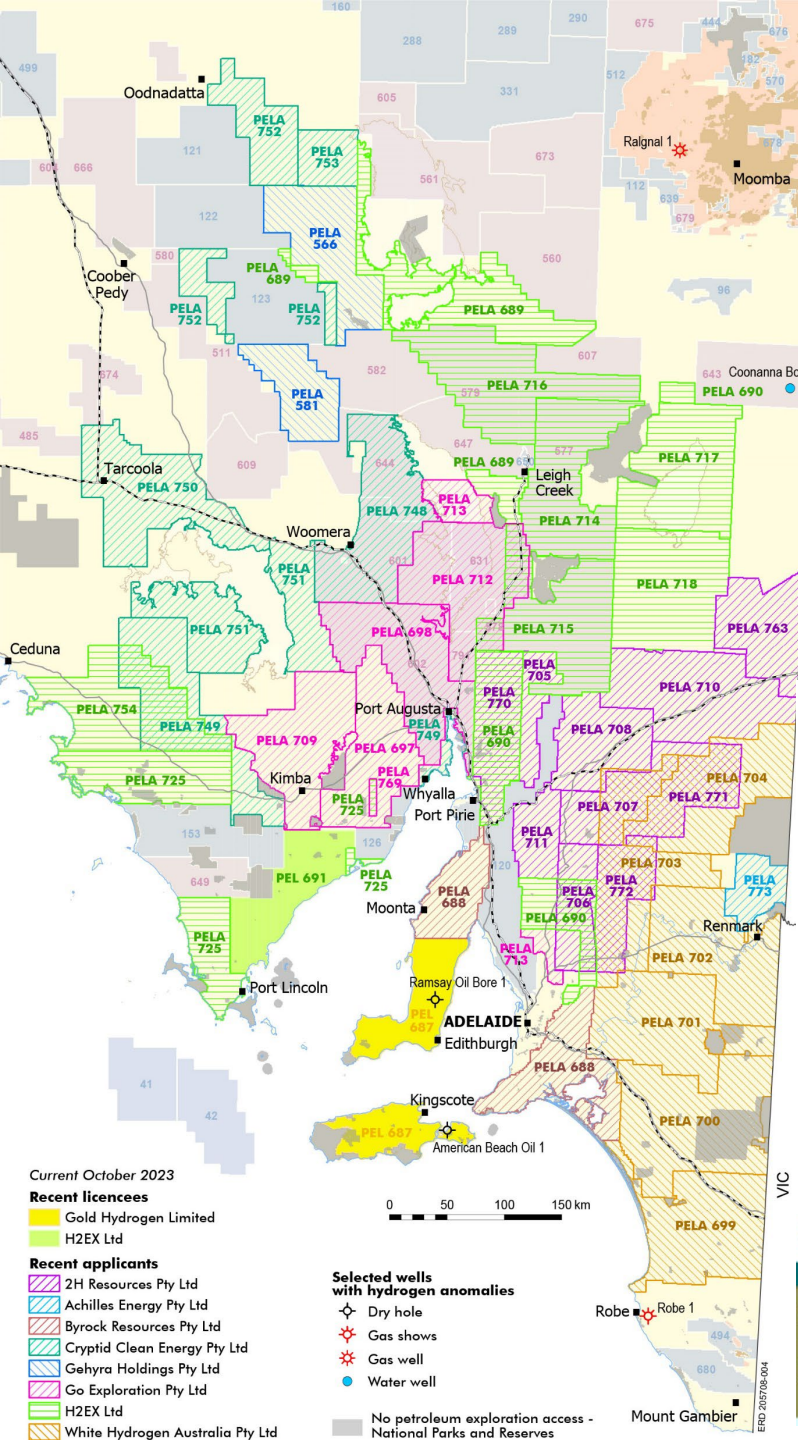 160
499
288
289
290
675
444
676
182
570
Oodnadatta
605
331
512
PELA
752
PELA
753
121
Ralgnal 1
Moomba
666
561
673
112
639
679
122
PELA
566
560
Coober
Pedy
580
PELA
689
PELA
752
123
PELA
752
96
PELA 689
511
582
607
643
Coonanna Bo
674
PELA
581
579
PELA 716
PELA 690
485
609
644
647
577
PELA 689
PELA 717
Tarcoola
PELA 750
Leigh
Creek
PELA
713
PELA 748
PELA 714
Woomera
PELA
751
631
PELA 712
PELA 718
PELA 751
PELA 698
PELA 715
PELA 763
Ceduna
602
PELA
705
PELA 710
PELA 754
PELA 749
Port Augusta
PELA
770
PELA
749
PELA 708
PELA 709
PELA 697
PELA
690
PELA 725
Kimba
PELA
769
PELA
725
Whyalla
Port Pirie
PELA 704
PELA 771
PELA 707
153
126
PELA
711
120
PEL 691
PELA 703
649
PELA
725
PELA
688
PELA
706
PELA
772
PELA
773
Moonta
PELA 690
Renmark
PELA
725
PELA
713
PELA 702
Port Lincoln
Ramsay Oil Bore 1
PEL
687
ADELAIDE
PELA 701
Edithburgh
41
42
PELA 688
Kingscote
PEL 687
American Beach Oil 1
PELA 700
VIC
Current October 2023
Recent licencees
Gold Hydrogen Limited
H2EX Ltd
Recent applicants
2H Resources Pty Ltd
Achilles Energy Pty Ltd
Byrock Resources Pty Ltd
Cryptid Clean Energy Pty Ltd
Gehyra Holdings Pty Ltd
Go Exploration Pty Ltd
H2EX Ltd
White Hydrogen Australia Pty Ltd
0 50 100 150 km
Selected wells
with hydrogen anomalies
Dry hole
Gas shows
Gas well
Water well
No petroleum exploration access -
National Parks and Reserves
PELA 699
Robe
Robe 1
494
680
Mount Gambier
ERD 205708-004